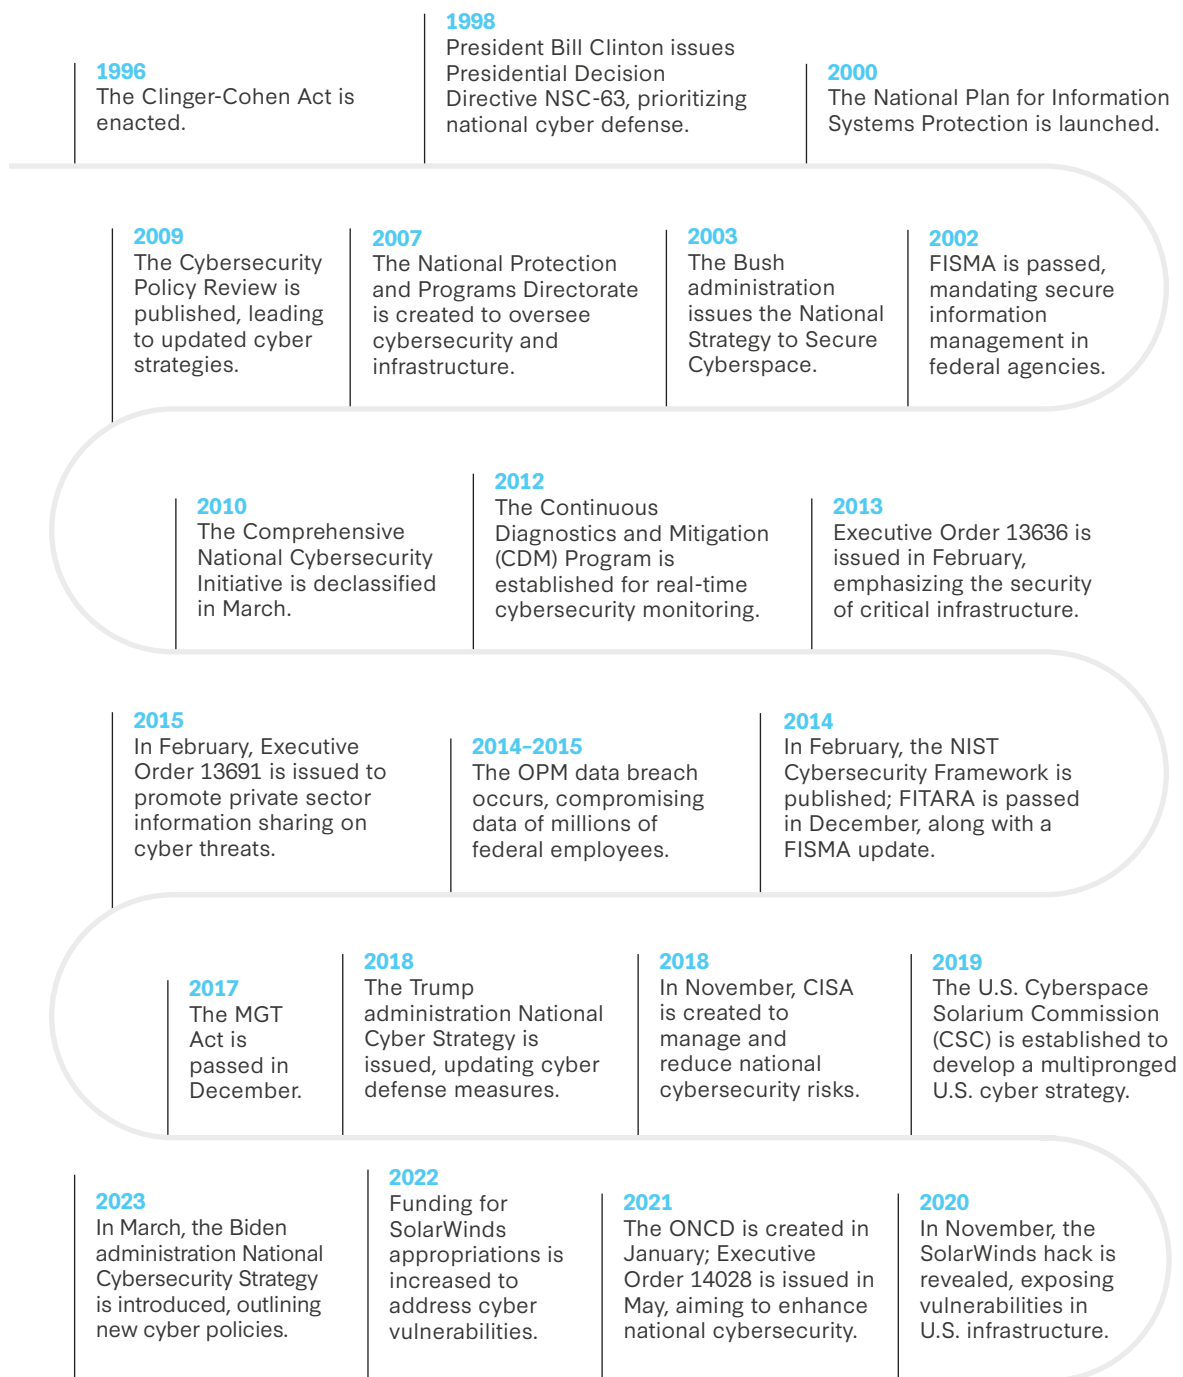 1996
The Clinger-Cohen Act is
enacted.
1998
President Bill Clinton issues
Presidential Decision
Directive NSC-63, prioritizing
national cyber defense.
2000
The National Plan for Information
Systems Protection is launched.
2009
The Cybersecurity
Policy Review is
published, leading
to updated cyber
strategies.
2007
The National Protection
and Programs Directorate
is created to oversee
cybersecurity and
infrastructure.
2003
The Bush
administration
issues the National
Strategy to Secure
Cyberspace.
2002
FISMA is passed,
mandating secure
information
management in
federal agencies.
2010
The Comprehensive
National Cybersecurity
Initiative is declassified
in March.
2012
The Continuous
Diagnostics and Mitigation
(CDM) Program is
established for real-time
cybersecurity monitoring.
2013
Executive Order 13636 is
issued in February,
emphasizing the security
of critical infrastructure.
2015
In February, Executive
Order 13691 is issued to
promote private sector
information sharing on
cyber threats.
2014–2015
The OPM data breach
occurs, compromising
data of millions of
federal employees.
2014
In February, the NIST
Cybersecurity Framework is
published; FITARA is passed
in December, along with a
FISMA update.
2017
The MGT
Act is
passed in
December.
2018
The Trump
administration National
Cyber Strategy is
issued, updating cyber
defense measures.
2018
In November, CISA
is created to
manage and
reduce national
cybersecurity risks.
2019
The U.S. Cyberspace
Solarium Commission
(CSC) is established to
develop a multipronged
U.S. cyber strategy.
2023
In March, the Biden
administration National
Cybersecurity Strategy
is introduced, outlining
new cyber policies.
2022
Funding for
SolarWinds
appropriations is
increased to
address cyber
vulnerabilities.
2021
The ONCD is created in
January; Executive
Order 14028 is issued in
May, aiming to enhance
national cybersecurity.
2020
In November, the
SolarWinds hack is
revealed, exposing
vulnerabilities in
U.S. infrastructure.